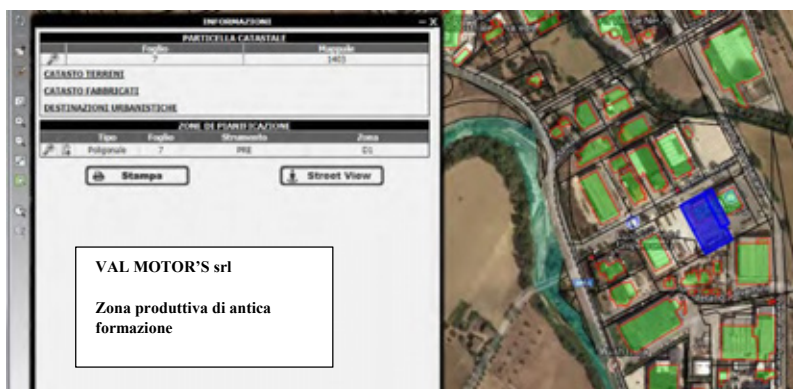 INFORMAZIONI – X
PARTICELLA CATASTALE
Foglio Mappale
7 1403
CATASTO TERRENI
CATASTO FABBRICATI
DESTINAZIONI URBANISTICHE
ZONE DI PIANIFICAZIONE
Tipo Foglio Strumento Zona
Poligonale 7 PRE D1
Stampa Street View
VAL MOTOR'S srl
Zona produttiva di antica
formazione